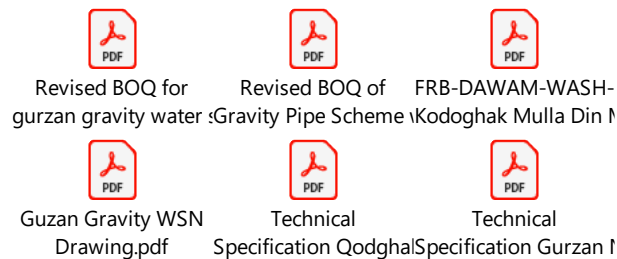 PDF PDF PDF
Revised BOQ for Revised BOQ of FRB-DAWAM-WASH-
gurzan gravity water Gravity Pipe Scheme Kodoghak Mulla Din
PDF PDF PDF
Guzan Gravity WSN Technical Technical
Drawing.pdf Specification Qodghal Specification Gurzan